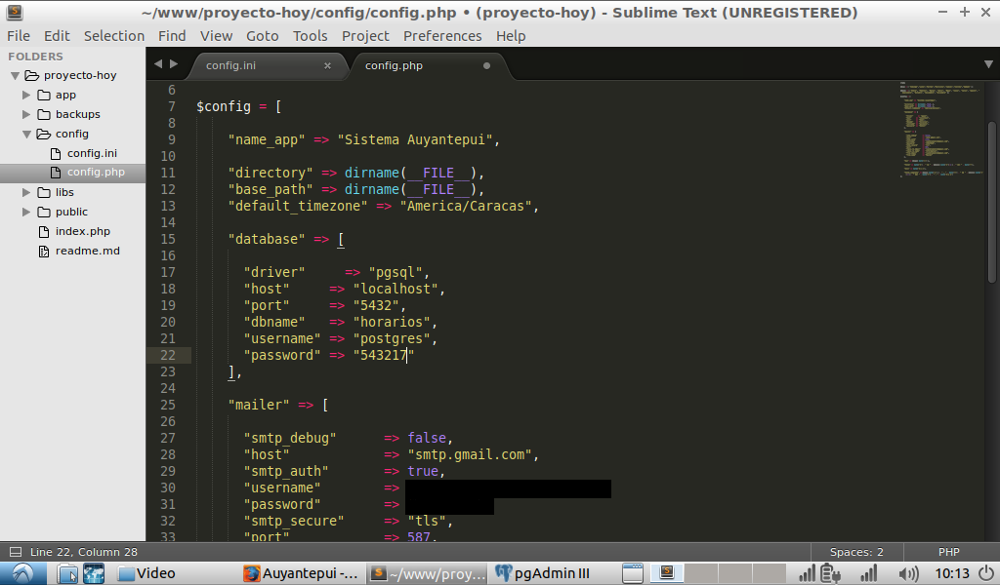 ~/www/proyecto-hoy/config/config.php • (proyecto-hoy) - Sublime Text (UNREGISTERED)
File Edit Selection Find View Goto Tools Project Preferences Help
FOLDERS
proyecto-hoy
app
backups
config
config.ini
config.php
libs
public
index.php
readme.md
config.ini × config.php
6
7 $config = [
8
9 "name_app" => "Sistema Auyantepui",
10
11 "directory" => dirname(__FILE__),
12 "base_path" => dirname(__FILE__),
13 "default_timezone" => "America/Caracas",
14
15 "database" => [
16
17 "driver" => "pgsql",
18 "host" => "localhost",
19 "port" => "5432",
20 "dbname" => "horarios",
21 "username" => "postgres",
22 "password" => "543217"
23 ],
24
25 "mailer" => [
26
27 "smtp_debug" => false,
28 "host" => "smtp.gmail.com",
29 "smtp_auth" => true,
30 "username" =>
31 "password" =>
32 "smtp_secure" => "tls",
33 "port" => 587,
Line 22, Column 28 Spaces: 2 PHP
Video Auyantepui -... ~/www/proy... pgAdmin III 10:13